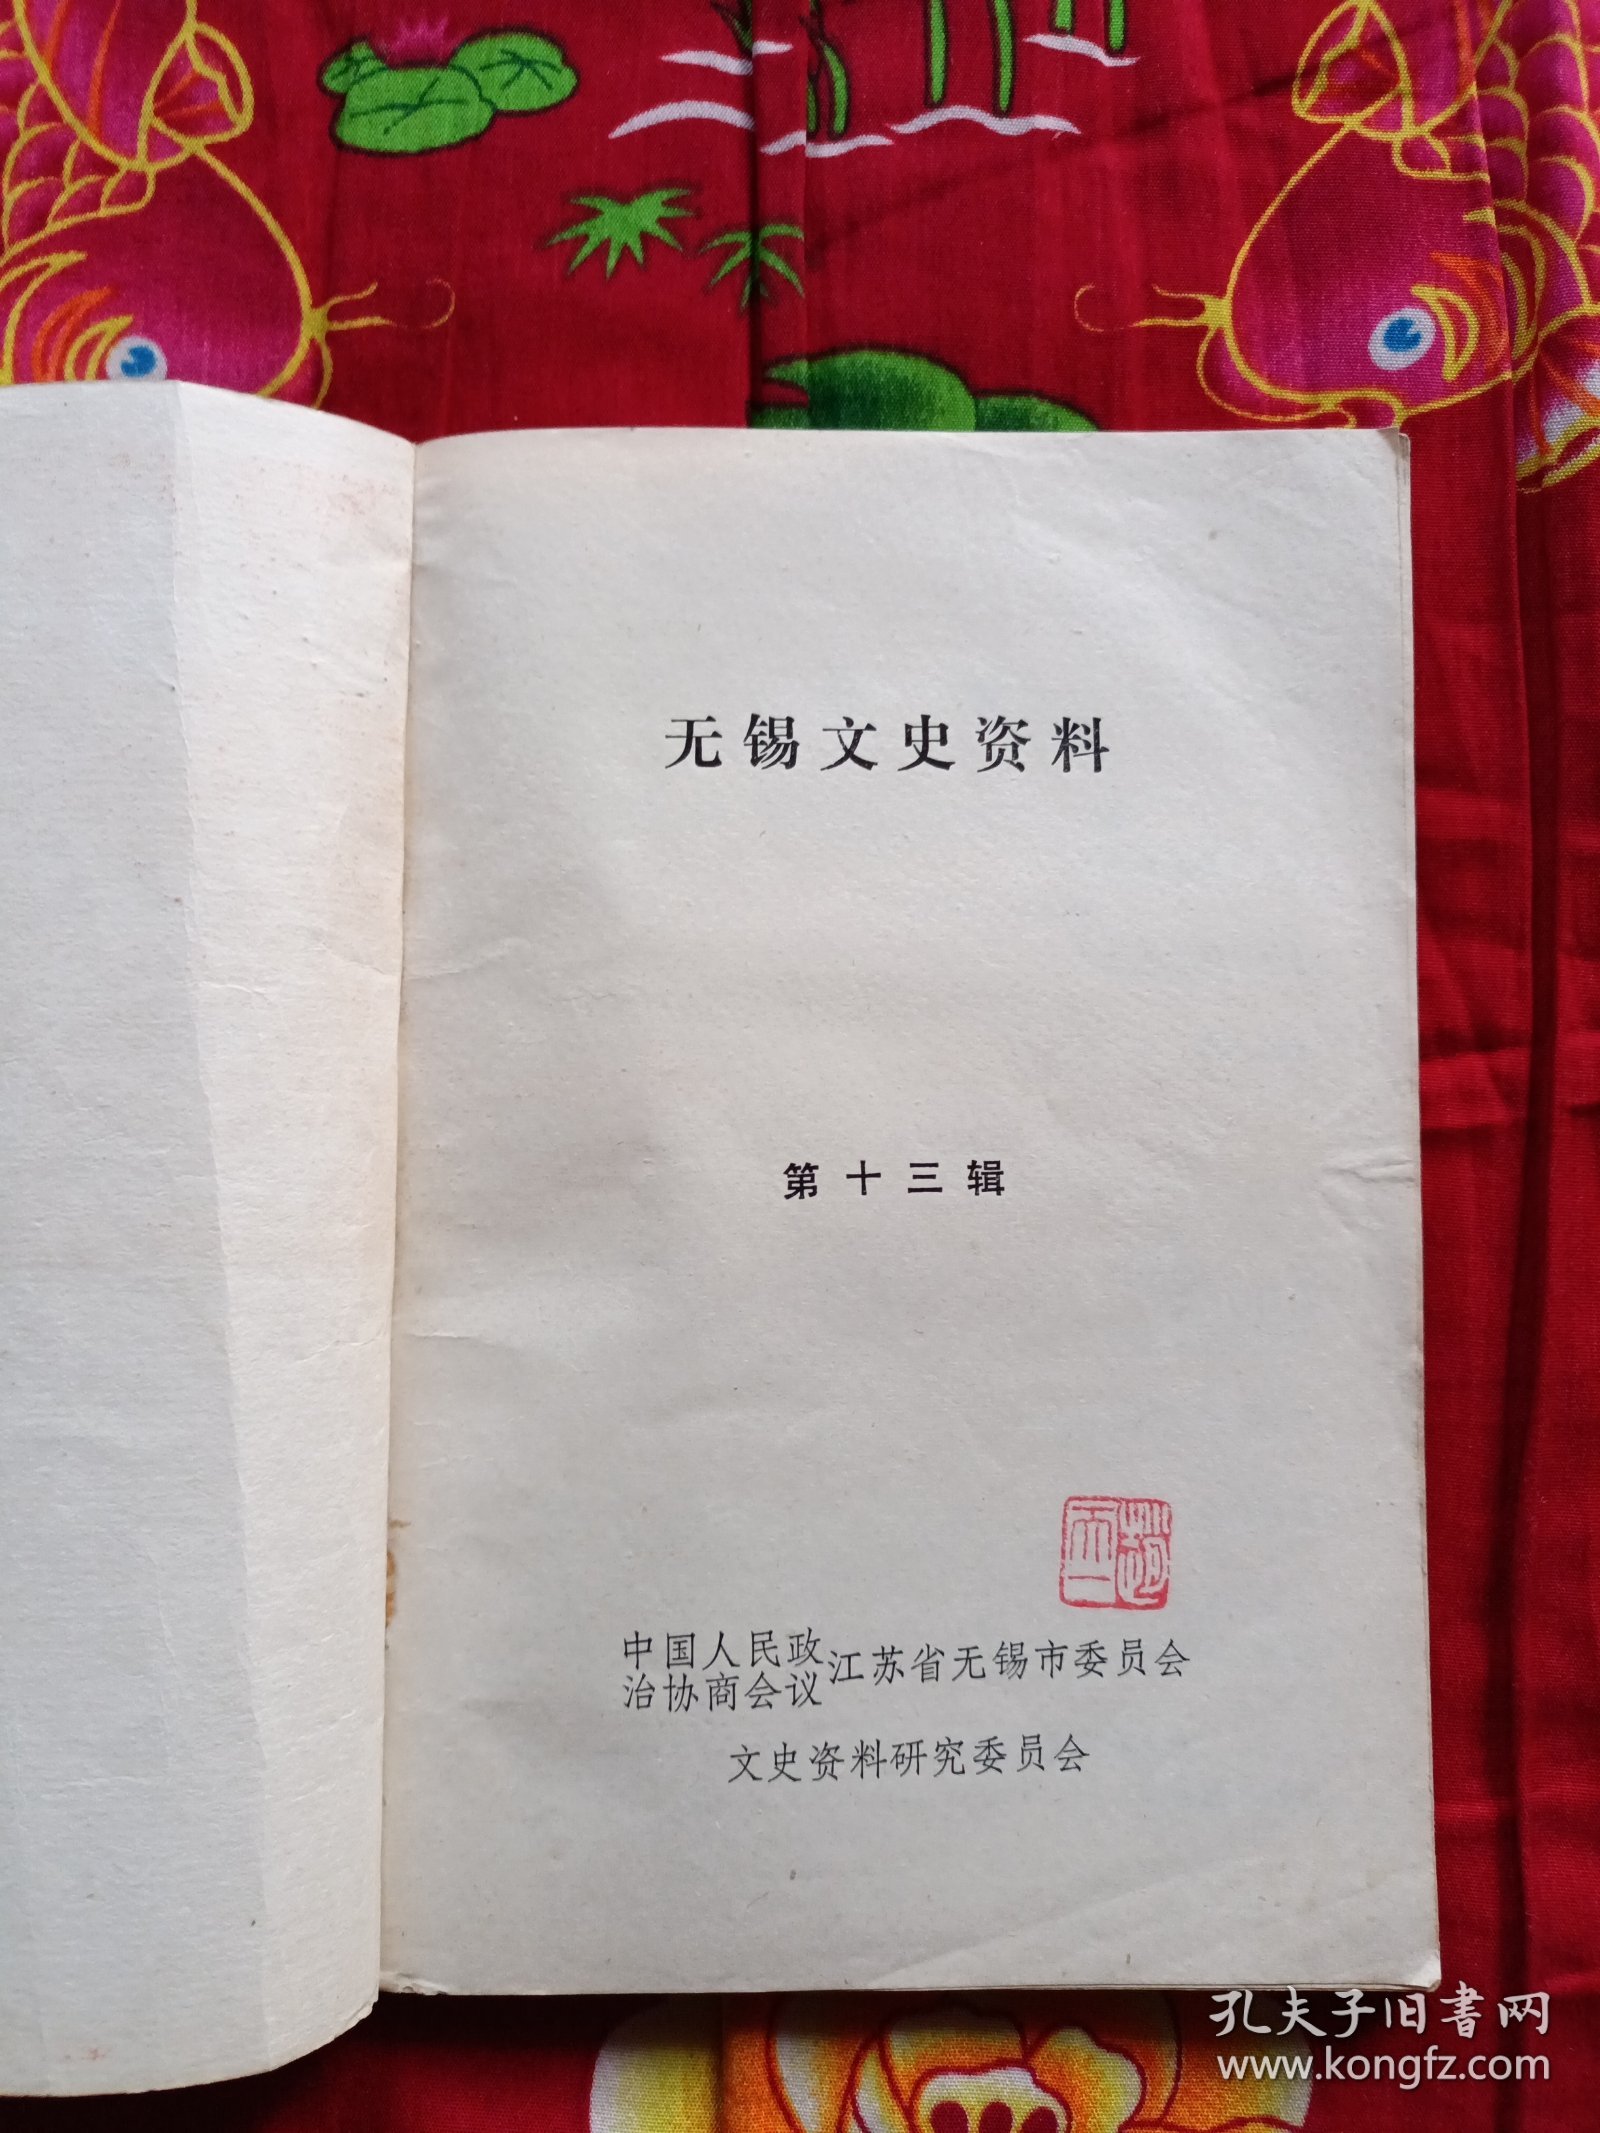 无锡文史资料
第十三辑
中国人民政
治协商会议
江苏省无锡市委员会
文史资料研究委员会
孔夫子旧書网
www.kongfz.com